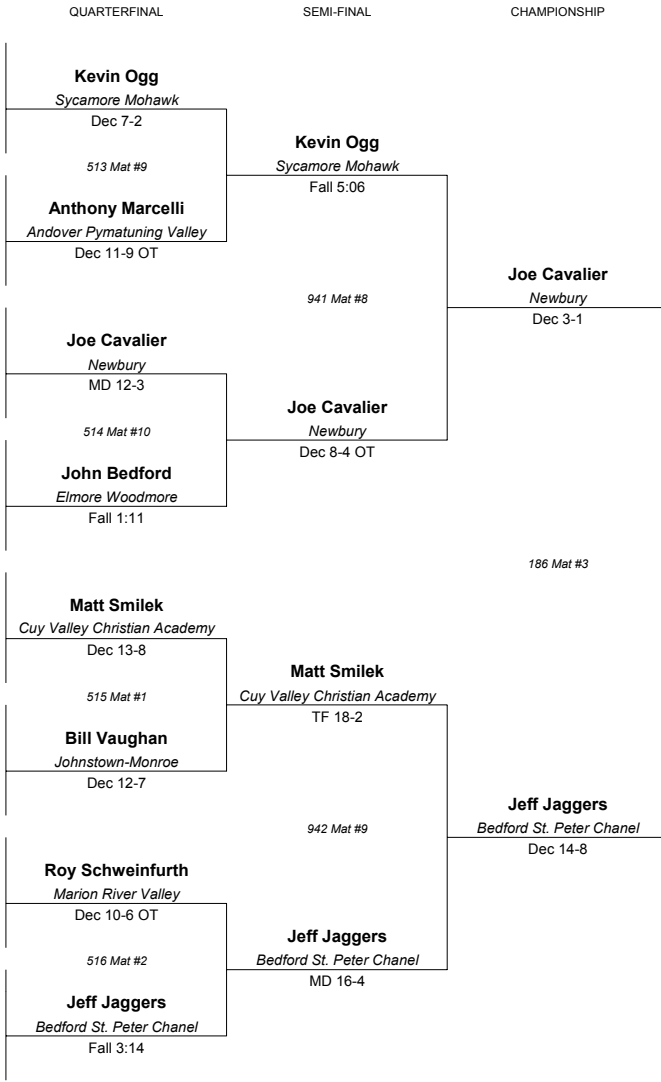 QUARTERFINAL SEMI-FINAL CHAMPIONSHIP
Kevin Ogg
Sycamore Mohawk
Dec 7-2
513 Mat #9
Anthony Marcelli
Andover Pymatuning Valley
Dec 11-9 OT
Kevin Ogg
Sycamore Mohawk
Fall 5:06
941 Mat #8
Joe Cavalier
Newbury
MD 12-3
514 Mat #10
John Bedford
Elmore Woodmore
Fall 1:11
Joe Cavalier
Newbury
Dec 8-4 OT
Joe Cavalier
Newbury
Dec 3-1
186 Mat #3
Matt Smilek
Cuy Valley Christian Academy
Dec 13-8
515 Mat #1
Bill Vaughan
Johnstown-Monroe
Dec 12-7
Matt Smilek
Cuy Valley Christian Academy
TF 18-2
942 Mat #9
Roy Schweinfurth
Marion River Valley
Dec 10-6 OT
516 Mat #2
Jeff Jaggers
Bedford St. Peter Chanel
Fall 3:14
Jeff Jaggers
Bedford St. Peter Chanel
MD 16-4
Jeff Jaggers
Bedford St. Peter Chanel
Dec 14-8